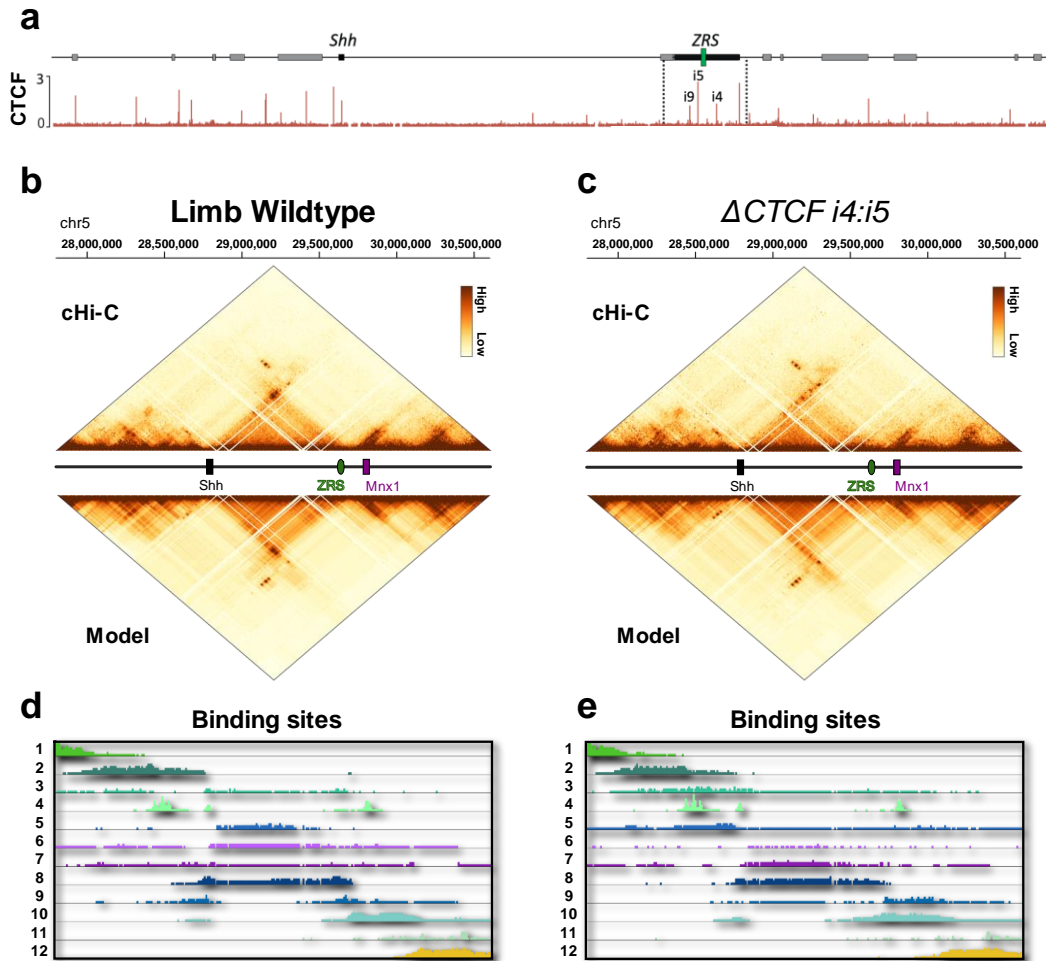 a
Shh ZRS
CTCF
3
0
i5
i9 i4
b
Limb Wildtype
chr5
28,000,000 28,500,000 29,000,000 29,500,000 30,000,000 30,500,000
cHi-C
High
Low
Shh ZRS Mnx1
Model
c
ΔCTCF i4:i5
chr5
28,000,000 28,500,000 29,000,000 29,500,000 30,000,000 30,500,000
cHi-C
High
Low
Shh ZRS Mnx1
Model
d
Binding sites
1
2
3
4
5
6
7
8
9
10
11
12
e
Binding sites
1
2
3
4
5
6
7
8
9
10
11
12